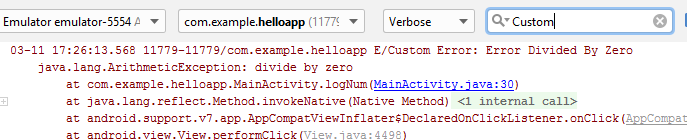 Emulator emulator-5554 A com.example.helloapp (11779 Verbose Custom
03-11 17:26:13.568 11779-11779/com.example.helloapp E/Custom Error: Error Divided By Zero
java.lang.ArithmeticException: divide by zero
at com.example.helloapp.MainActivity.logNum(MainActivity.java:30)
at java.lang.reflect.Method.invokeNative(Native Method) <1 internal call>
at android.support.v7.app.AppCompatViewInflater$DeclaredOnClickListener.onClick(AppCompat
at android.view.View.performClick(View.java:4498)